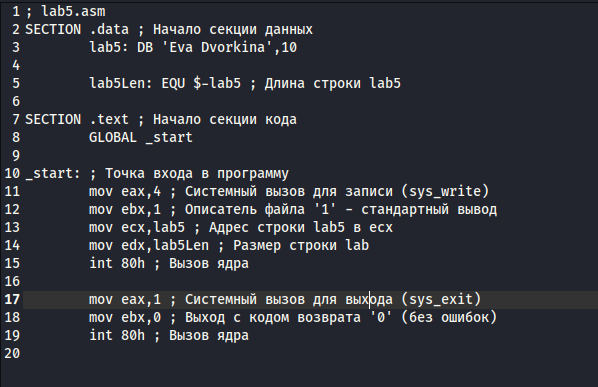 1 ; lab5.asm
2 SECTION .data ; Начало секции данных
3 lab5: DB 'Eva Dvorkina',10
4
5 lab5Len: EQU $-lab5 ; Длина строки lab5
6
7 SECTION .text ; Начало секции кода
8 GLOBAL _start
9
10 _start: ; Точка входа в программу
11 mov eax,4 ; Системный вызов для записи (sys_write)
12 mov ebx,1 ; Описатель файла '1' - стандартный вывод
13 mov ecx,lab5 ; Адрес строки lab5 в ecx
14 mov edx,lab5Len ; Размер строки lab
15 int 80h ; Вызов ядра
16
17 mov eax,1 ; Системный вызов для выхода (sys_exit)
18 mov ebx,0 ; Выход с кодом возврата '0' (без ошибок)
19 int 80h ; Вызов ядра
20